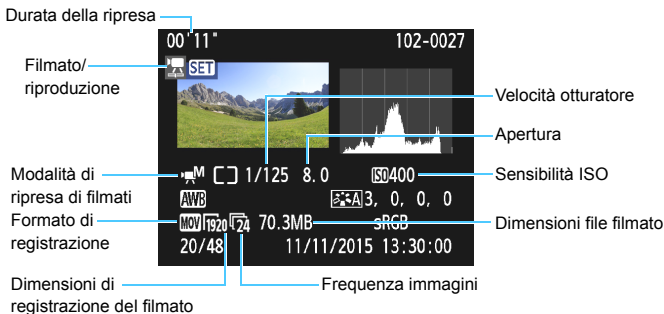 Durata della ripresa
00'11" 102-0027
Filmato/
riproduzione
SET
Velocità otturatore
Apertura
Modalità di
ripresa di filmati
M 1/125 8.0 ISO 400
Sensibilità ISO
AWB A 3, 0, 0, 0
Formato di
registrazione
MOV 1920 24 70.3MB sRGB
Dimensioni file filmato
20/48 11/11/2015 13:30:00
Dimensioni di
registrazione del filmato
Frequenza immagini